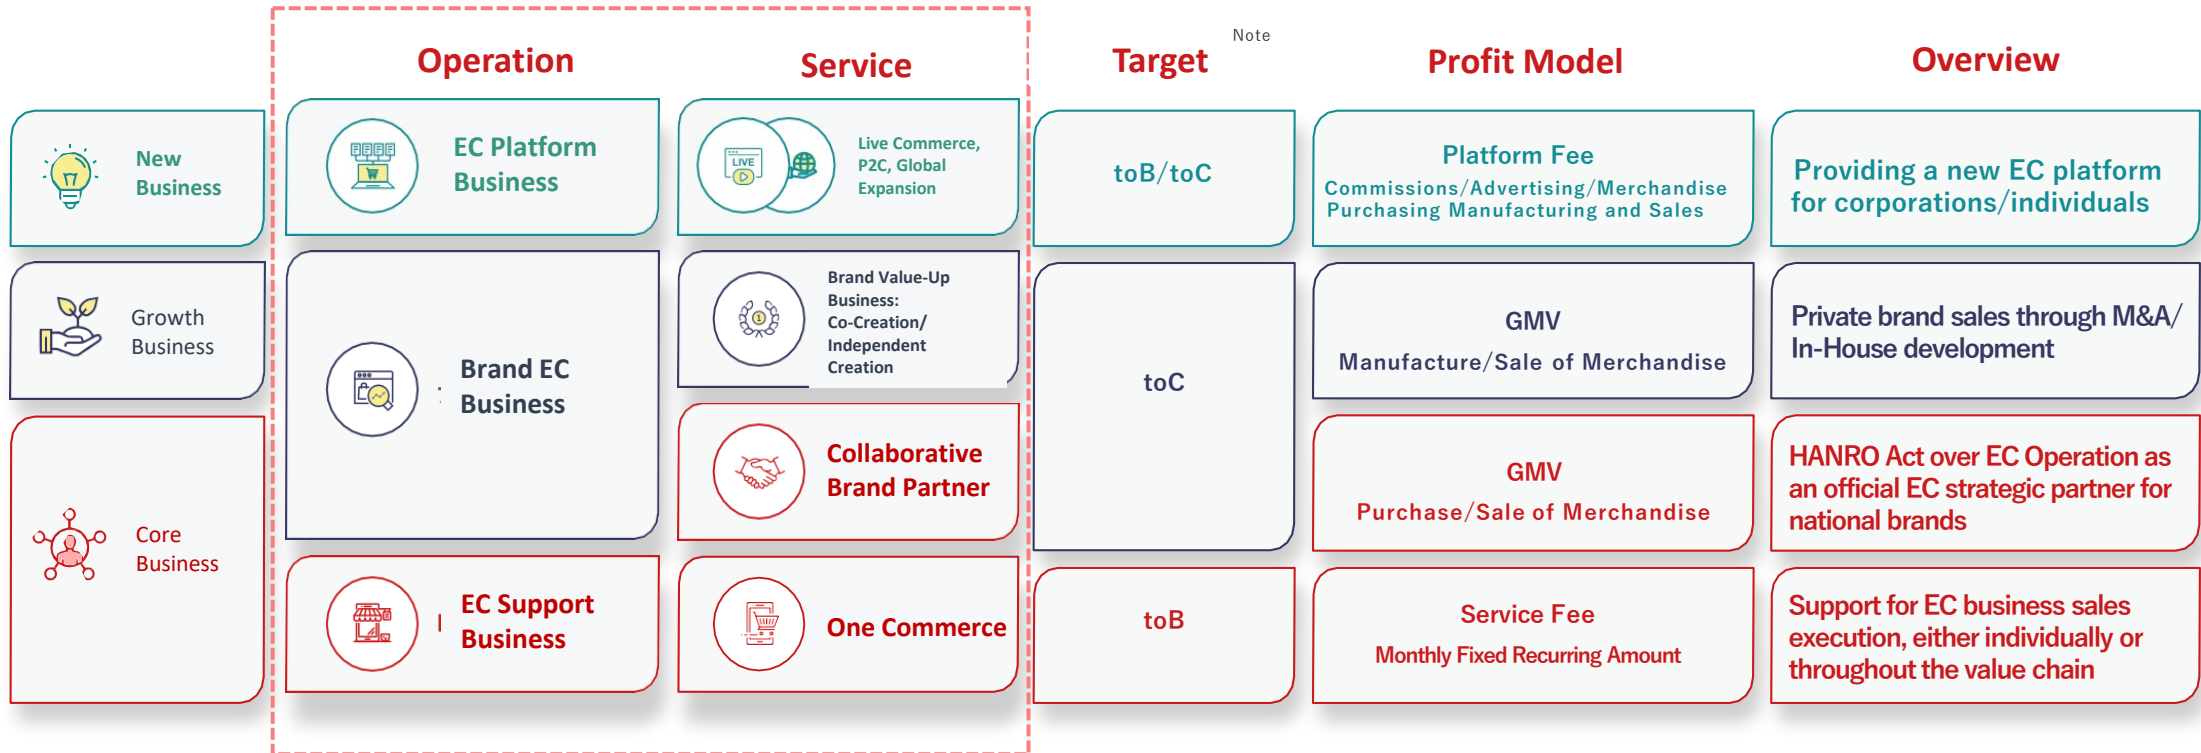 Operation
Service
Target
Note
Profit Model
Overview
New
Business
EC Platform
Business
LIVE
Live Commerce,
P2C, Global
Expansion
toB/toC
Platform Fee
Commissions/Advertising/Merchandise
Purchasing Manufacturing and Sales
Providing a new EC platform
for corporations/individuals
Growth
Business
Brand EC
Business
1
Brand Value-Up
Business:
Co-Creation/
Independent
Creation
toC
GMV
Manufacture/Sale of Merchandise
Private brand sales through M&A/
In-House development
Core
Business
Collaborative
Brand Partner
GMV
Purchase/Sale of Merchandise
HANRO Act over EC Operation as
an official EC strategic partner for
national brands
EC Support
Business
One Commerce
toB
Service Fee
Monthly Fixed Recurring Amount
Support for EC business sales
execution, either individually or
throughout the value chain